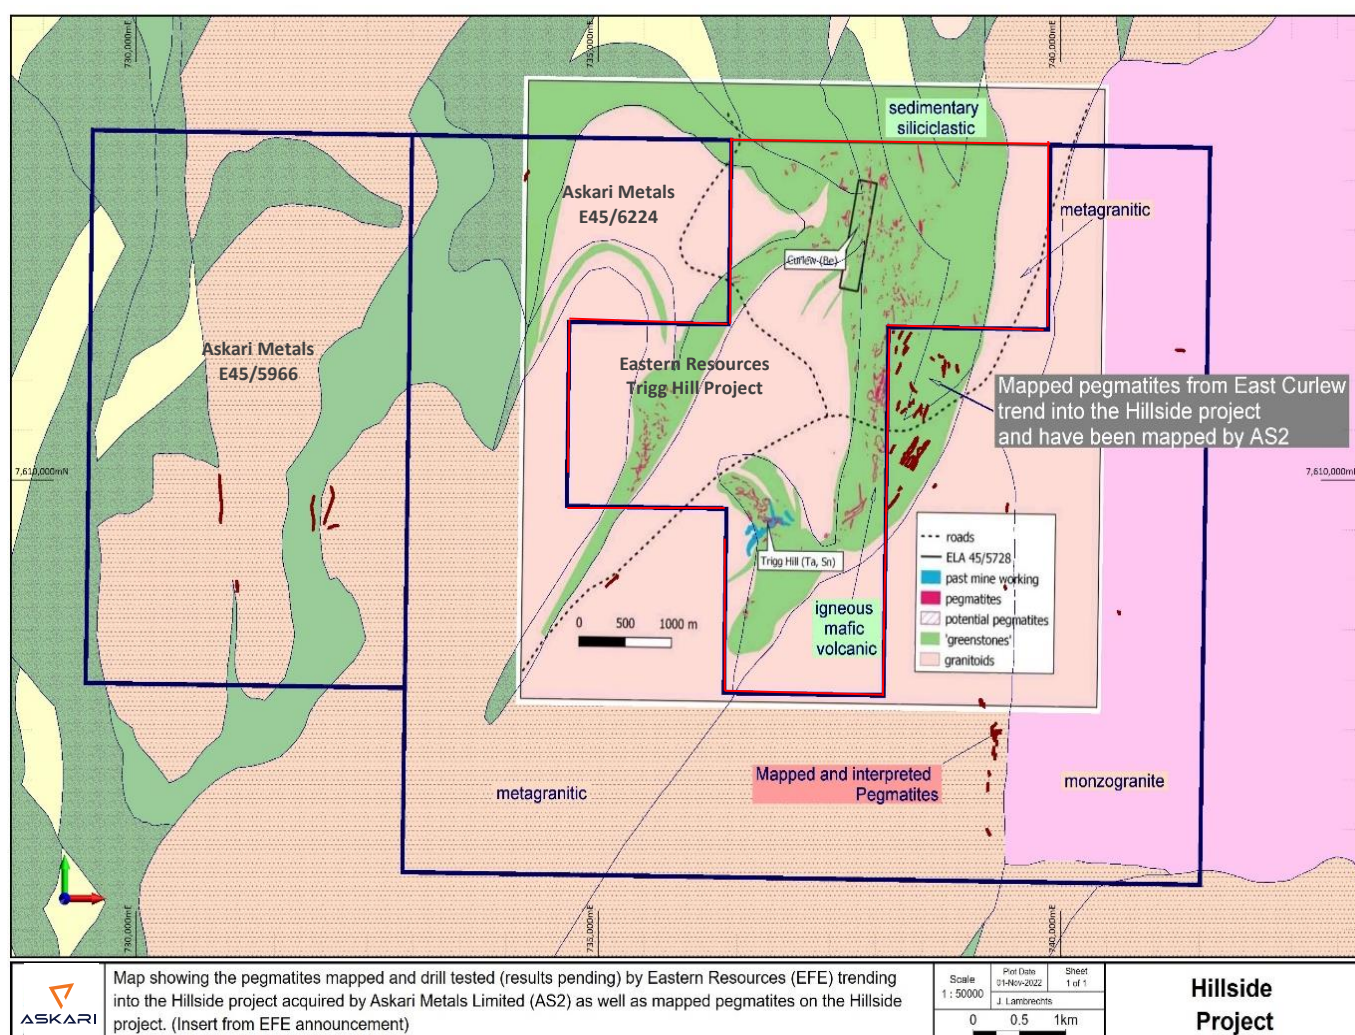 730,000mE
735,000mE
740,000mE
sedimentary
siliciclastic
Askari Metals
E45/6224
metagranitic
Curlew (Be)
Askari Metals
E45/5966
Eastern Resources
Trigg Hill Project
Mapped pegmatites from East Curlew
trend into the Hillside project
and have been mapped by AS2
7,610,000mN
7,610,000mN
Trigg Hill (Ta, Sn)
roads
ELA 45/5728
past mine working
pegmatites
potential pegmatites
'greenstones'
granitoids
igneous
mafic
volcanic
0 500 1000 m
Mapped and interpreted
Pegmatites
metagranitic
monzogranite
730,000mE
735,000mE
740,000mE
ASKARI
Map showing the pegmatites mapped and drill tested (results pending) by Eastern Resources (EFE) trending
into the Hillside project acquired by Askari Metals Limited (AS2) as well as mapped pegmatites on the Hillside
project. (Insert from EFE announcement)
Scale
1 : 50000
Plot Date
01-Nov-2022
Sheet
1 of 1
J. Lambrechts
0 0.5 1km
Hillside
Project